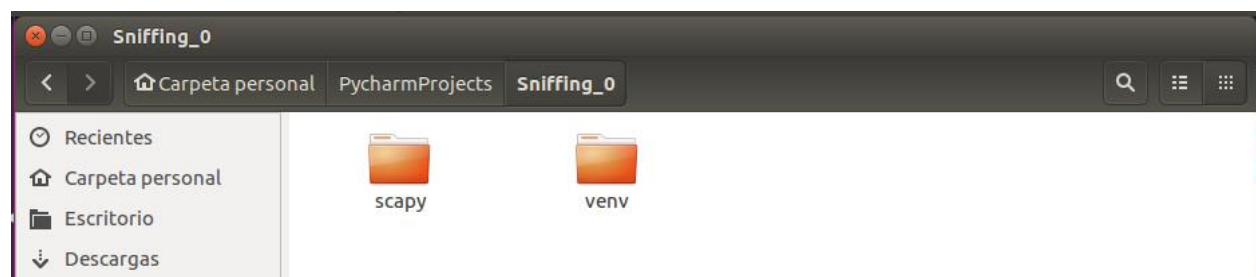 Sniffing_0
Carpeta personal PycharmProjects Sniffing_0
Recientes
Carpeta personal
Escritorio
Descargas
scapy venv